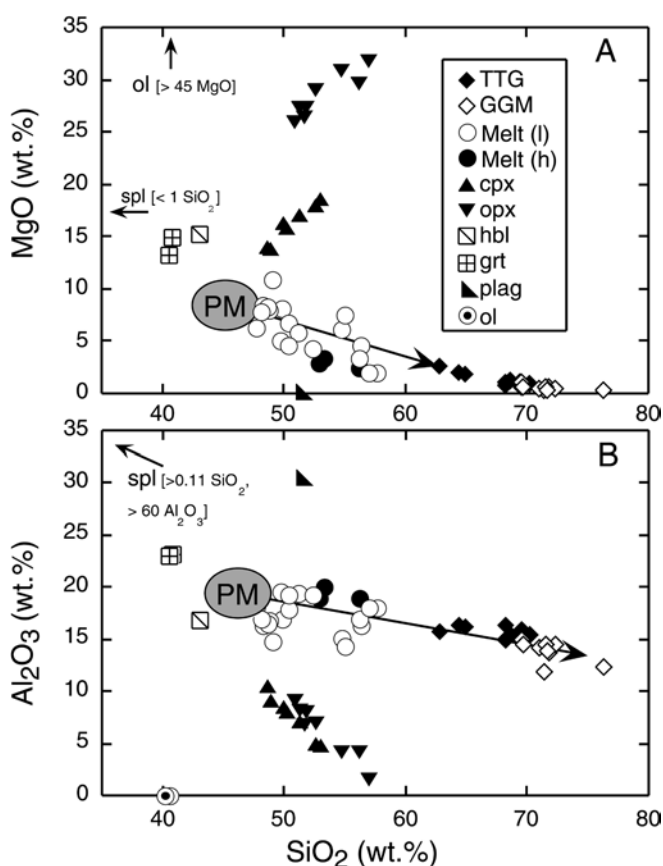 35
30
25
20
15
10
5
0
MgO (wt.%)
A
ol [> 45 MgO]
spl [< 1 SiO₂]
PM
TTG
GGM
Melt (l)
Melt (h)
cpx
opx
hbl
grt
plag
ol
40 50 60 70 80
35
30
25
20
15
10
5
0
Al₂O₃ (wt.%)
B
spl [>0.11 SiO₂,
> 60 Al₂O₃]
PM
40 50 60 70 80
SiO₂ (wt.%)